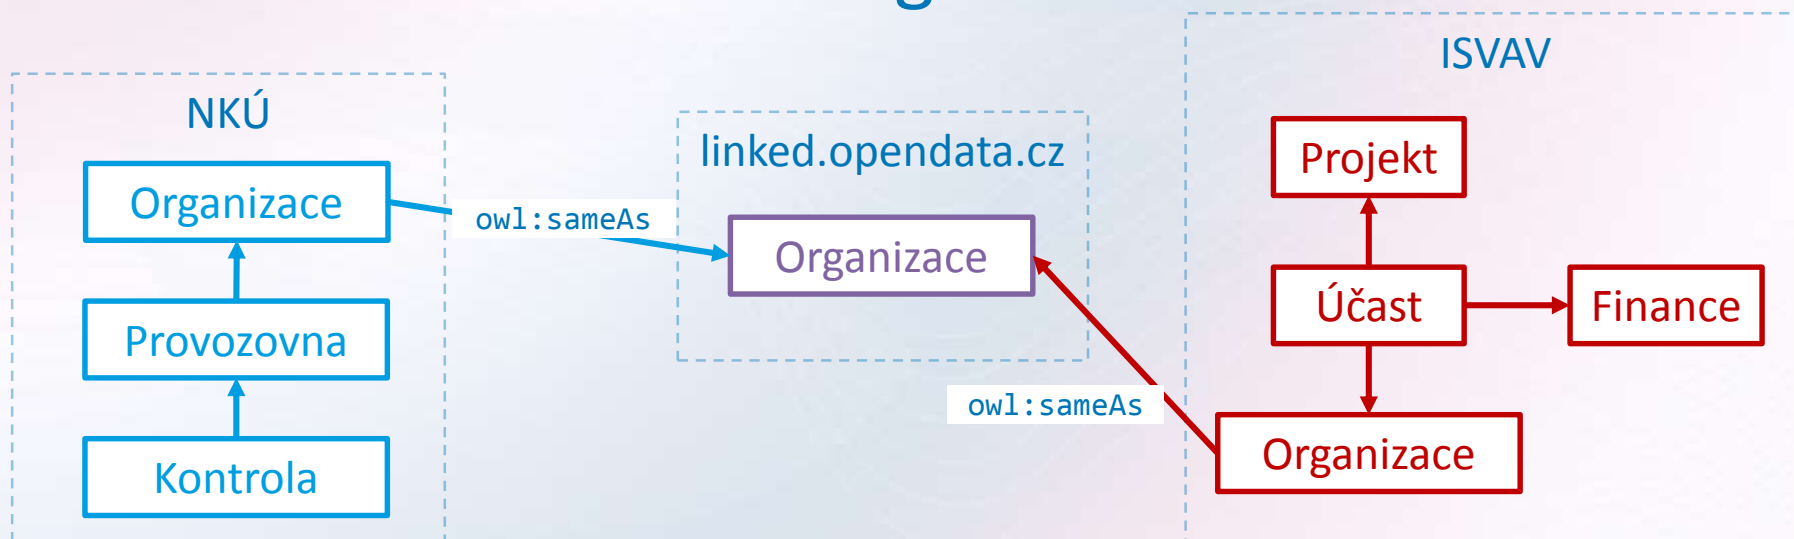 NKÚ
Organizace
Provozovna
Kontrola
owl:sameAs
linked.opendata.cz
Organizace
owl:sameAs
ISVAV
Projekt
Účast
Finance
Organizace